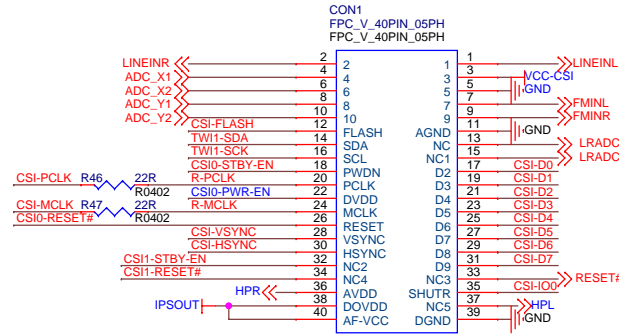 CON1
FPC_V_40PIN_05PH
FPC_V_40PIN_05PH
LINEINR 2 2 1 1 LINEINL
ADC_X1 4 4 3 3 VCC-CSI
ADC_X2 6 6 5 5 GND
ADC_Y1 8 8 7 7 FMINL
ADC_Y2 10 10 9 9 FMINR
CSI-FLASH 12 FLASH AGND 11 GND
TWI1-SDA 14 SDA NC 13 LRADC
TWI1-SCK 16 SCL NC1 15 LRADC
CSI0-STBY-EN 18 PWDN D2 17 CSI-D0
CSI-PCLK R46 22R R-PCLK 20 PCLK D3 19 CSI-D1
R0402 CSI0-PWR-EN 22 DVDD D4 21 CSI-D2
CSI-MCLK R47 22R R-MCLK 24 MCLK D5 23 CSI-D3
CSI0-RESET# R0402 26 RESET D6 25 CSI-D4
CSI-VSYNC 28 VSYNC D7 27 CSI-D5
CSI-HSYNC 30 HSYNC D8 29 CSI-D6
CSI1-STBY-EN 32 NC2 D9 31 CSI-D7
CSI1-RESET# 34 NC4 NC3 33 RESET#
HPR 36 AVDD SHUTR 35 CSI-IO0
IPSOUT 38 DOVDD NC5 37 HPL
40 AF-VCC DGND 39 GND